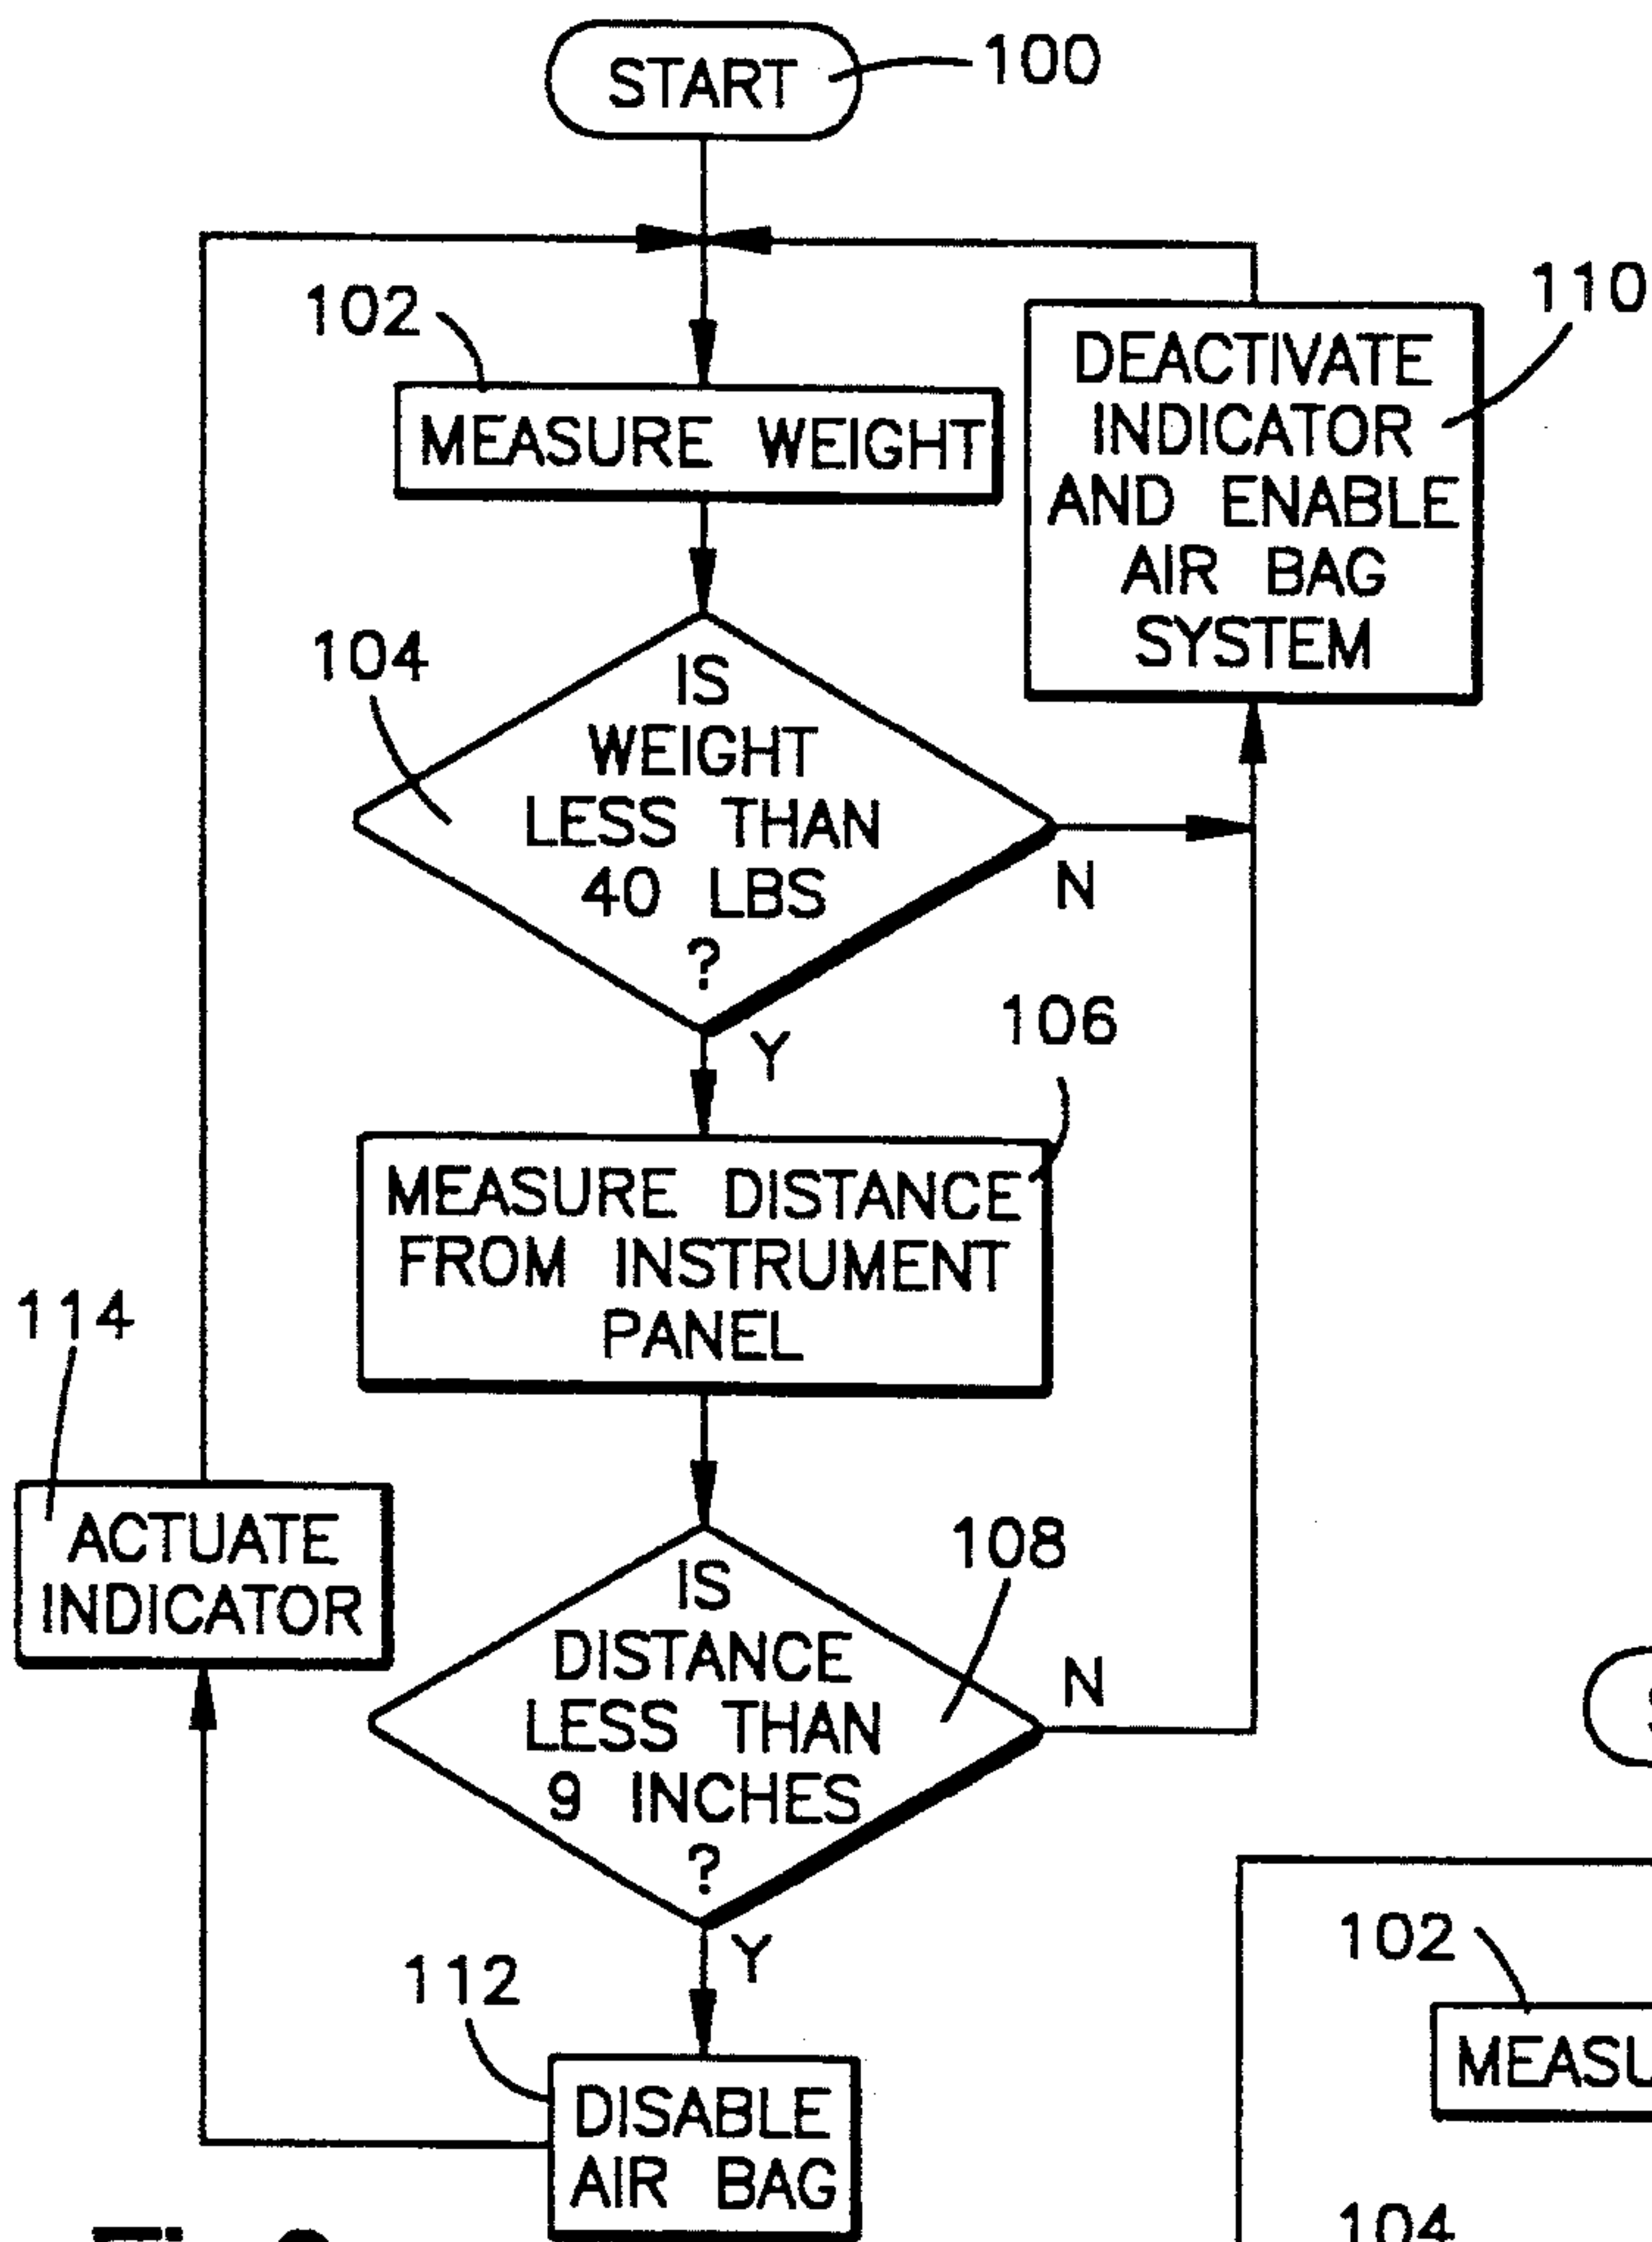 START
100
102
110
MEASURE WEIGHT
DEACTIVATE
INDICATOR
AND ENABLE
AIR BAG
SYSTEM
104
IS
WEIGHT
LESS THAN
40 LBS
?
N
Y
106
MEASURE DISTANCE
FROM INSTRUMENT
PANEL
114
ACTUATE
INDICATOR
108
IS
DISTANCE
LESS THAN
9 INCHES
?
N
Y
112
DISABLE
AIR BAG
102
MEASU
104